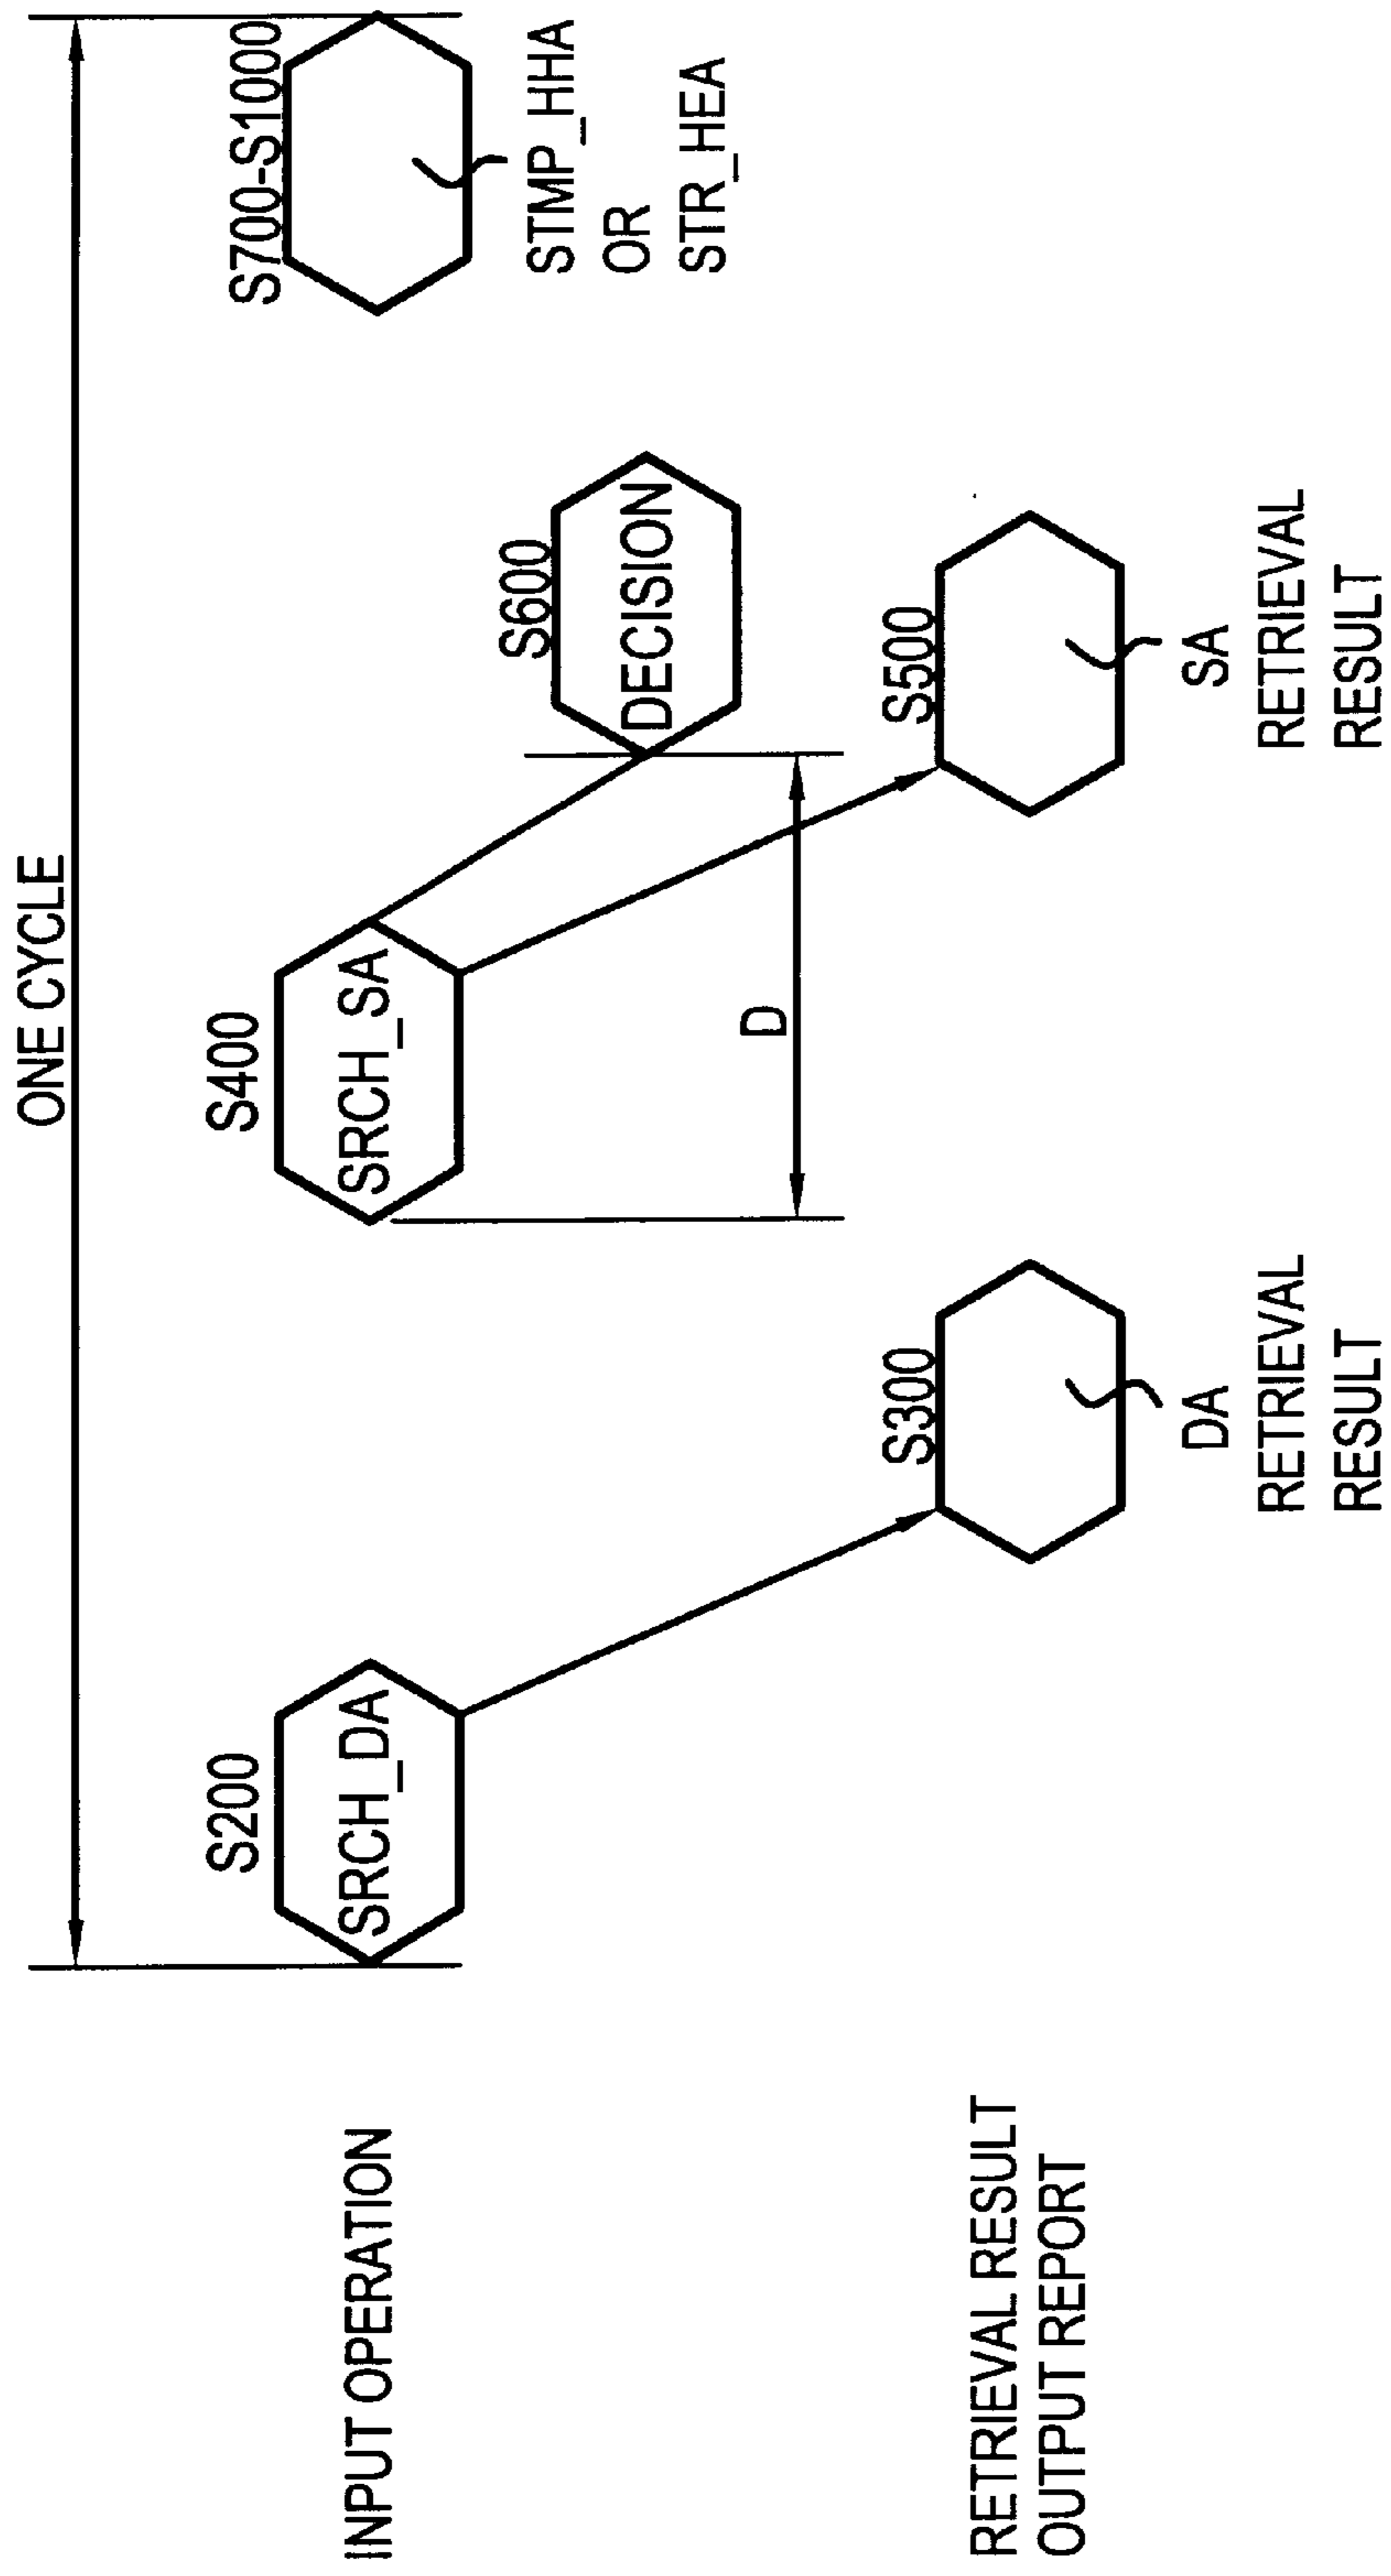 ONE CYCLE
INPUT OPERATION
S200
SRCH_DA
S400
SRCH_SA
S700-S1000
STMP_HHA
OR
STR_HEA
S600
DECISION
D
RETRIEVAL RESULT
OUTPUT REPORT
S300
DA
RETRIEVAL
RESULT
S500
SA
RETRIEVAL
RESULT